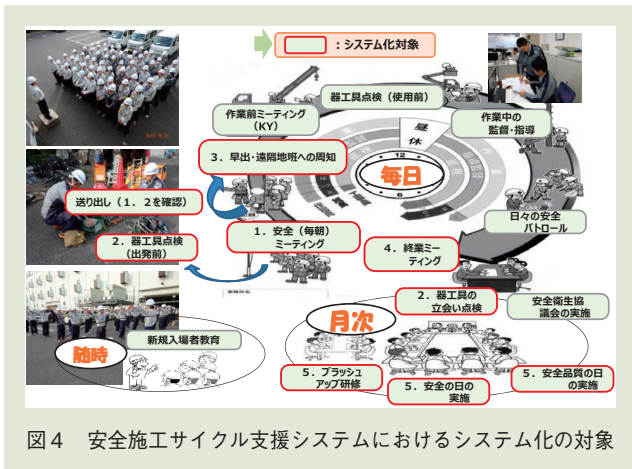 ：システム化対象
器工具点検（使用前）
作業前ミーティング
（KY）
作業中の
監督・指導
昼
休
12
6
毎日
3．早出・遠隔地班への周知
送り出し（1．2を確認）
2．器工具点検
（出発前）
1．安全（毎朝）
ミーティング
4．終業ミー
ティング
日々の安全
パトロール
2．器工具の
立会い点検
安全衛生協
議会の実施
月次
新規入場者教育
随時
5．ブラッシュ
アップ研修
5．安全の日の
実施
5．安全品質の日
の実施
図4　安全施工サイクル支援システムにおけるシステム化の対象